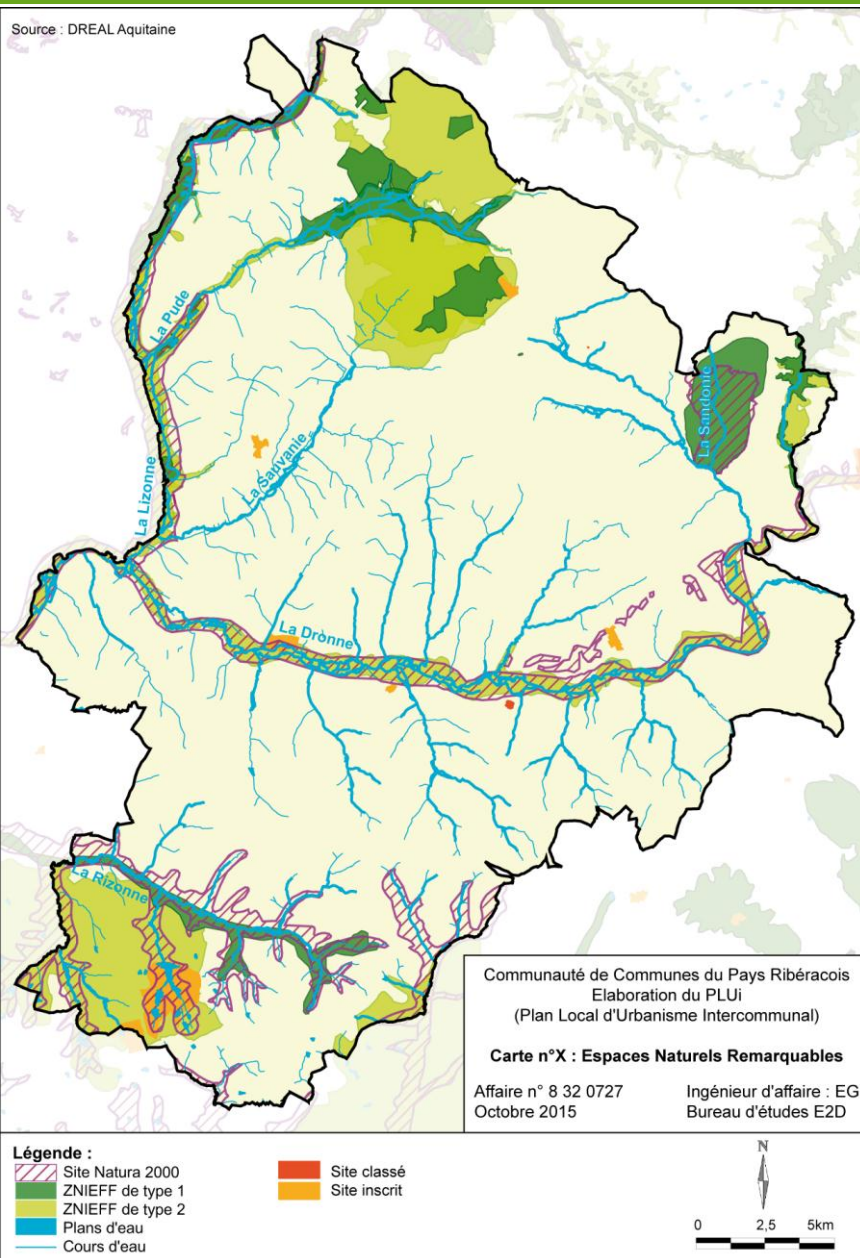 Source : DREAL Aquitaine
La Pude
La Sandonie
La Sauvanie
La Lizonne
La Dronne
La Rizonne
Communauté de Communes du Pays Ribéracois
Elaboration du PLUi
(Plan Local d'Urbanisme Intercommunal)
Carte n°X : Espaces Naturels Remarquables
Affaire n° 8 32 0727
Ingénieur d'affaire : EG
Octobre 2015
Bureau d'études E2D
Légende :
Site Natura 2000
ZNIEFF de type 1
ZNIEFF de type 2
Plans d'eau
Cours d'eau
Site classé
Site inscrit
N
0 2,5 5km